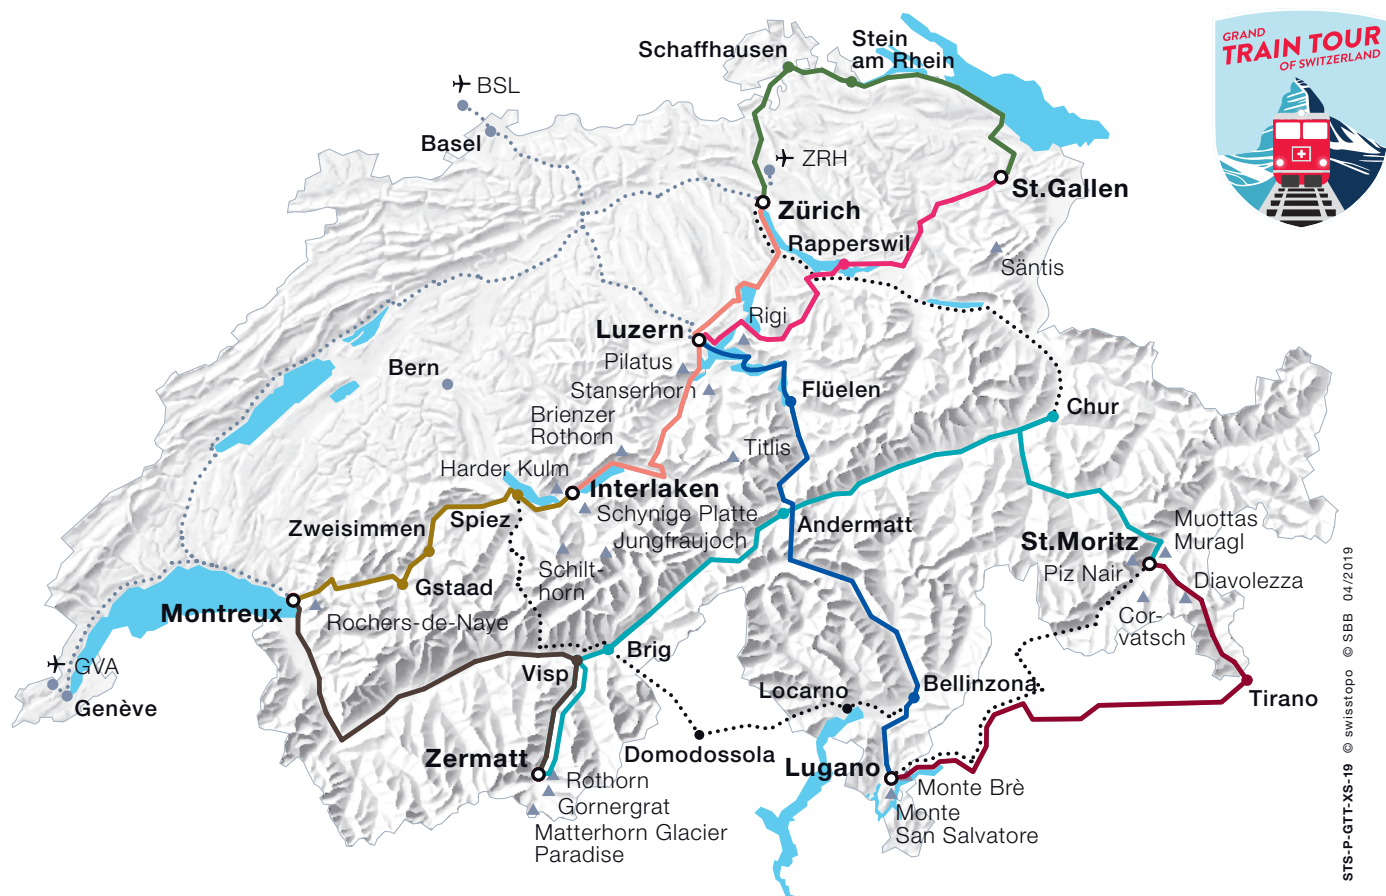 GRAND
TRAIN TOUR
OF SWITZERLAND
Schaffhausen
Stein
am Rhein
BSL
Basel
ZRH
St.Gallen
Zürich
Rapperswil
Säntis
Rigi
Luzern
Pilatus
Bern
Stanserhorn
Flüelen
Chur
Brienzer
Rothorn
Titlis
Harder Kulm
Interlaken
Schynige Platte
Spiez
Zweisimmen
Andermatt
Jungfraujoch
Muottas
Muragl
St.Moritz
Piz Nair
Schilt-
horn
Gstaad
Diavolezza
Cor-
vatsch
Montreux
Rochers-de-Naye
Brig
Visp
GVA
Genève
Bellinzona
Locarno
Tirano
Domodossola
Zermatt
Lugano
Rothorn
Gornergrat
Matterhorn Glacier
Paradise
Monte Brè
Monte
San Salvatore
STS-P-GTT-XS-19 © swisstopo © SBB 04/2019